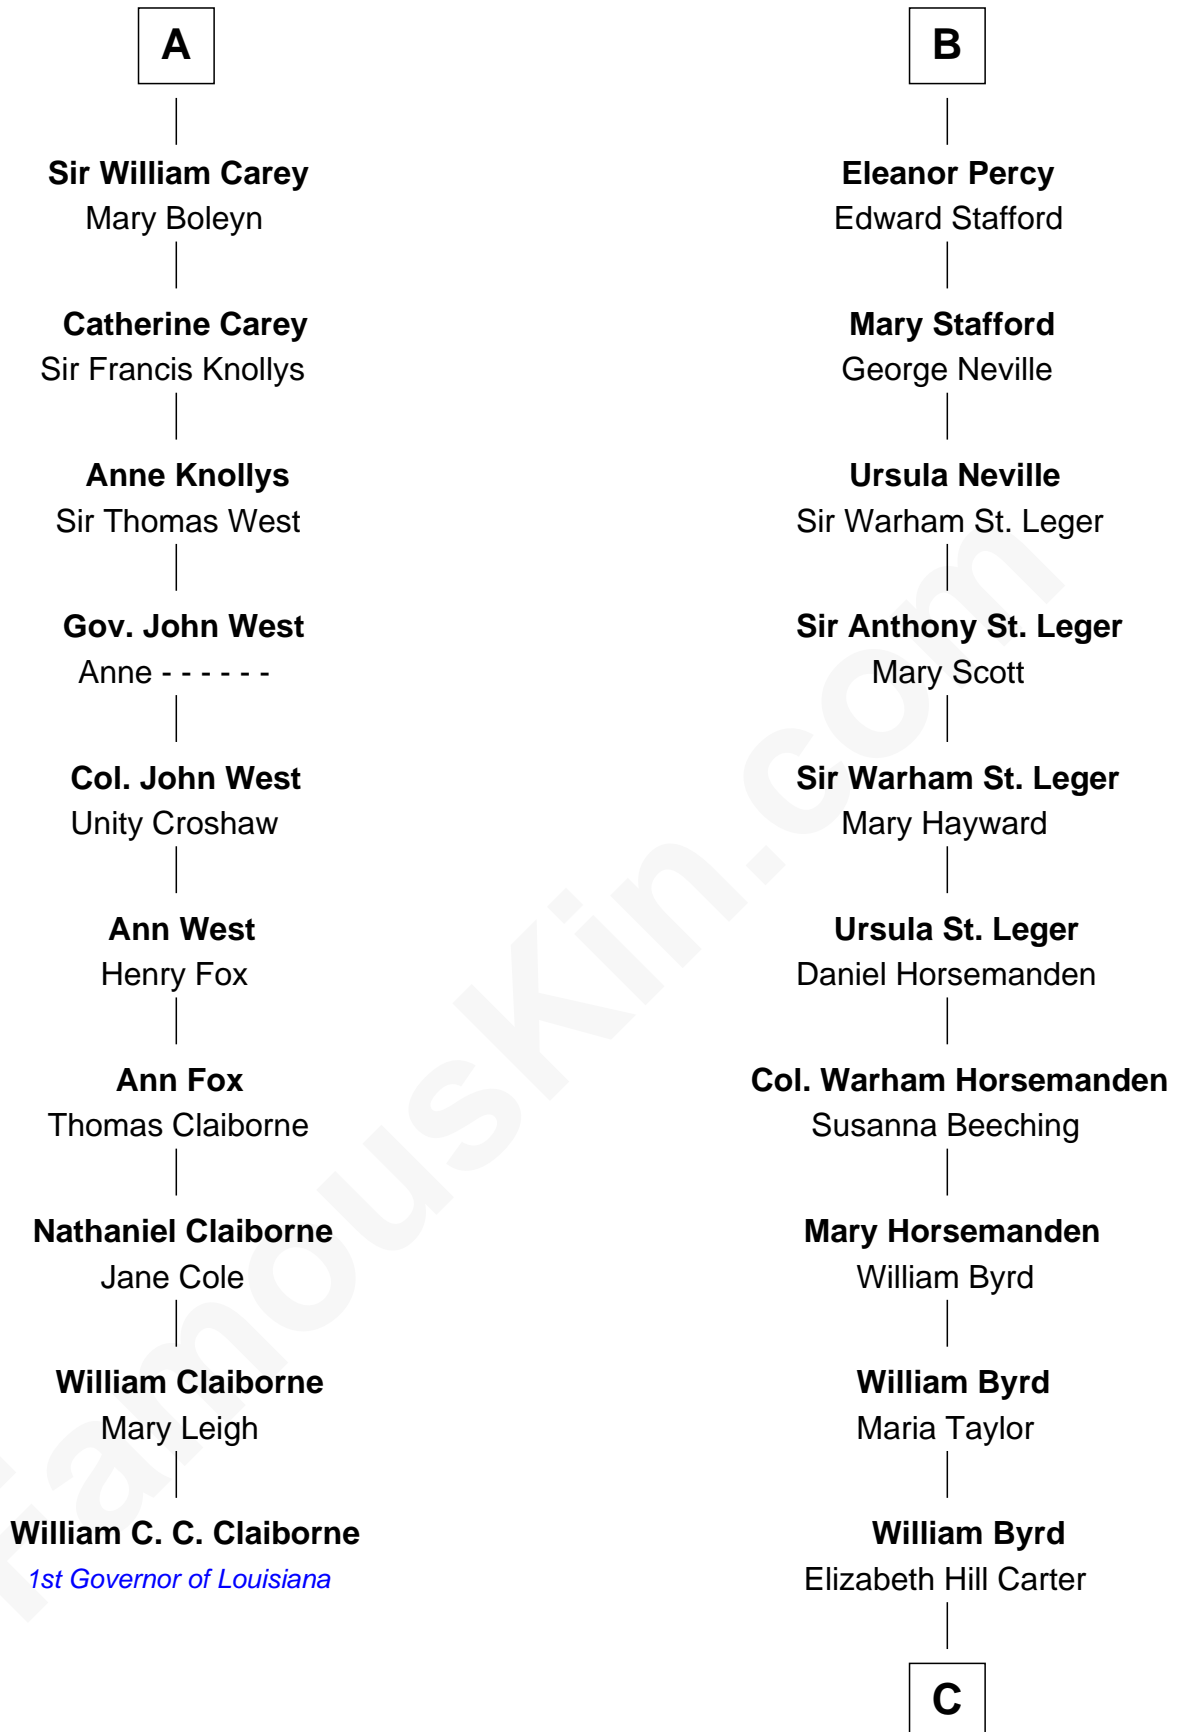 A
Sir William Carey
Mary Boleyn
Catherine Carey
Sir Francis Knollys
Anne Knollys
Sir Thomas West
Gov. John West
Anne - - - - - -
Col. John West
Unity Croshaw
Ann West
Henry Fox
Ann Fox
Thomas Claiborne
Nathaniel Claiborne
Jane Cole
William Claiborne
Mary Leigh
William C. C. Claiborne
1st Governor of Louisiana
B
Eleanor Percy
Edward Stafford
Mary Stafford
George Neville
Ursula Neville
Sir Warham St. Leger
Sir Anthony St. Leger
Mary Scott
Sir Warham St. Leger
Mary Hayward
Ursula St. Leger
Daniel Horsemanden
Col. Warham Horsemanden
Susanna Beeching
Mary Horsemanden
William Byrd
William Byrd
Maria Taylor
William Byrd
Elizabeth Hill Carter
C
FamousKin.com